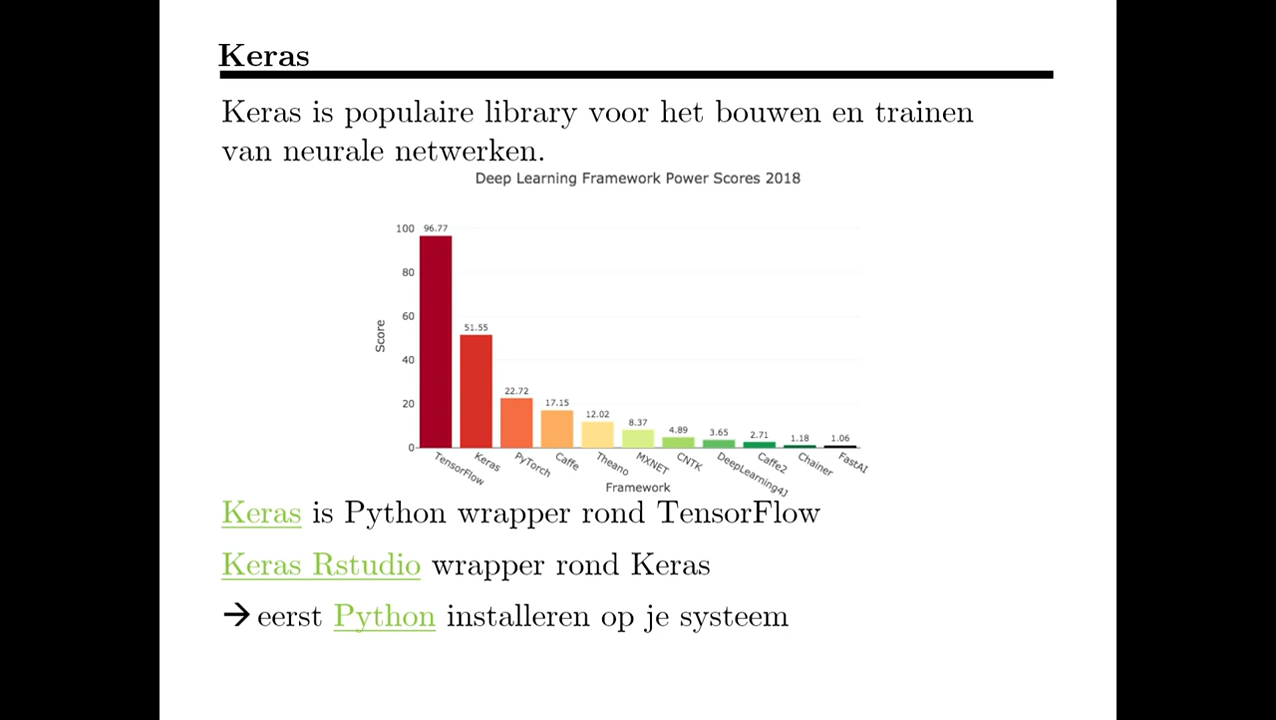 Keras
Keras is populaire library voor het bouwen en trainen
van neurale netwerken.
Deep Learning Framework Power Scores 2018
100
80
60
40
20
0
Score
96.77
51.55
22.72
17.15
12.02
8.37
4.89
3.65
2.71
1.18
1.06
TensorFlow
Keras
PyTorch
Caffe
Theano
MXNET
CNTK
DeepLearning4J
Caffe2
Chainer
FastAI
Framework
Keras is Python wrapper rond TensorFlow
Keras Rstudio wrapper rond Keras
→ eerst Python installeren op je systeem